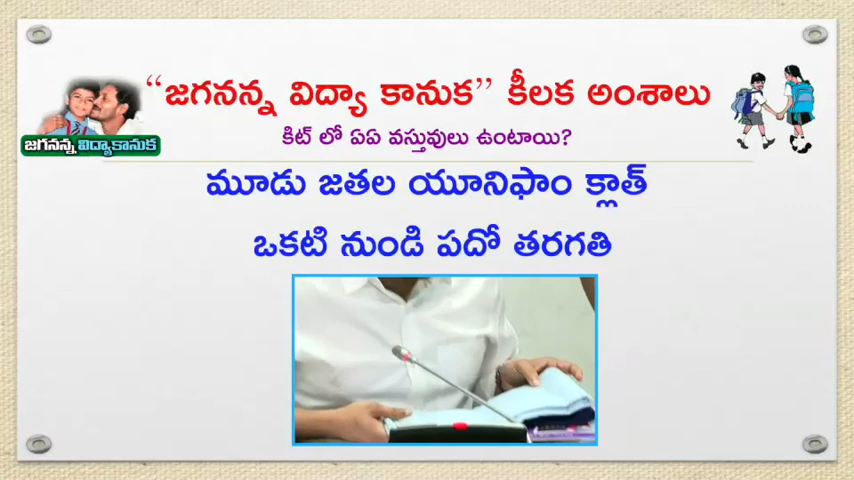 “జగనన్న విద్యా కానుక” కీలక అంశాలు
కిట్ లో ఏఏ వస్తువులు ఉంటాయి?
జగనన్న విద్యాకానుక
మూడు జతల యూనిఫాం క్లాత్
ఒకటి నుండి పదో తరగతి